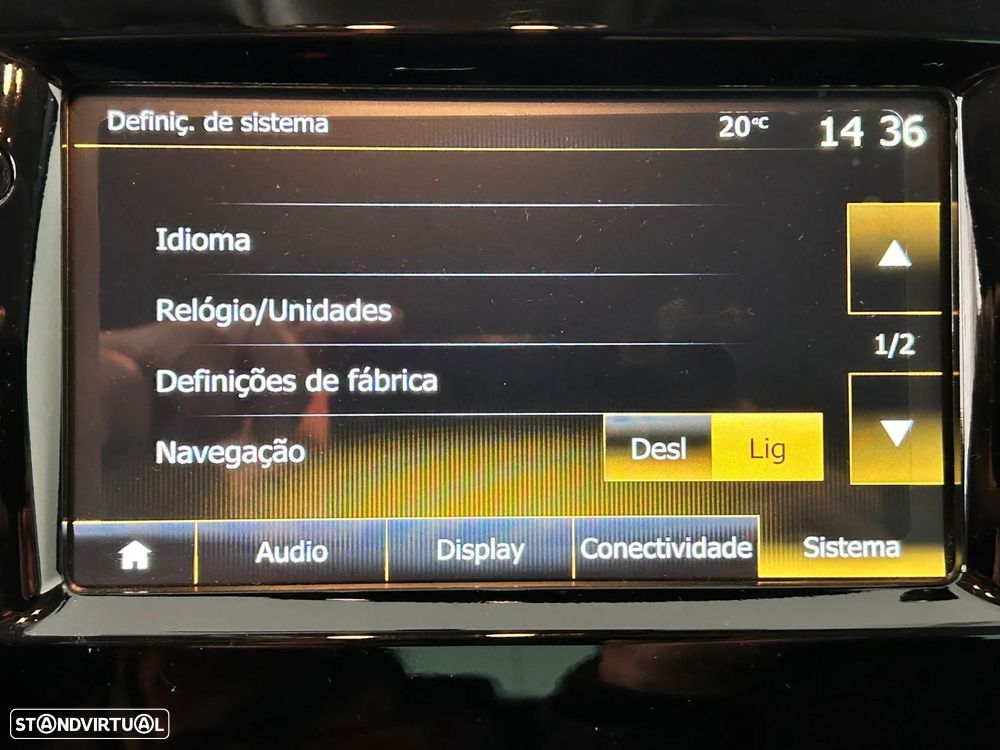 Definiç. de sistema 20°C 14 36
Idioma
Relógio/Unidades
1/2
Definições de fábrica
Navegação Desl Lig
Audio Display Conectividade Sistema
STANDVIRTUAL